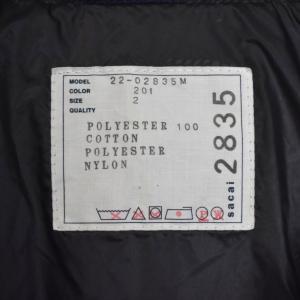 MODEL 22-02835M
COLOR 201
SIZE 2
QUALITY
POLYESTER 100
COTTON
POLYESTER
NYLON
sacai 2835